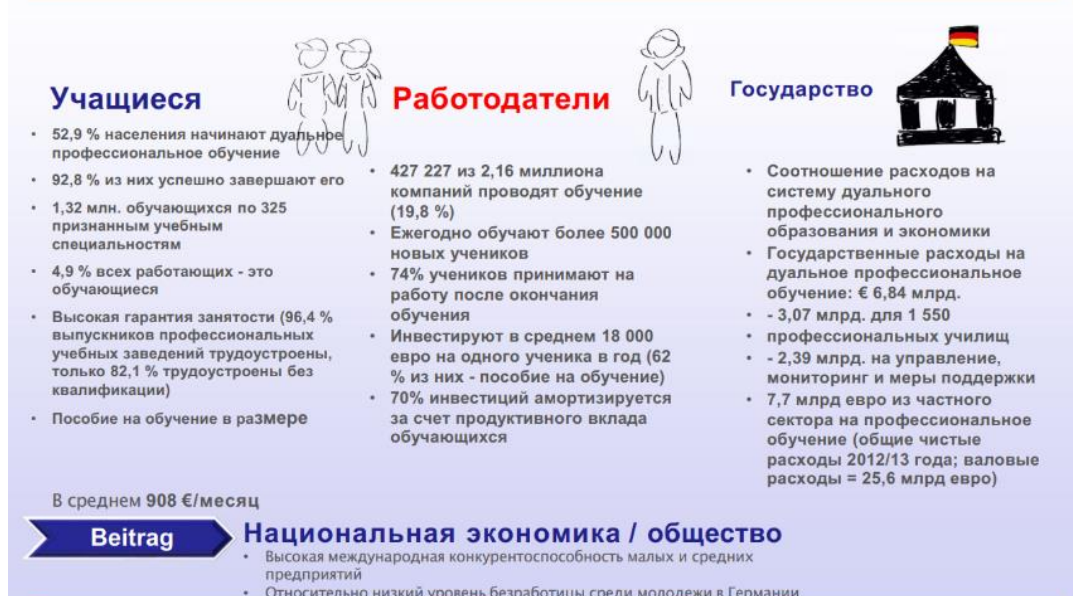 Учащиеся
• 52,9 % населения начинают дуальное
профессиональное обучение
• 92,8 % из них успешно завершают его
• 1,32 млн. обучающихся по 325
признанным учебным
специальностям
• 4,9 % всех работающих - это
обучающиеся
• Высокая гарантия занятости (96,4 %
выпускников профессиональных
учебных заведений трудоустроены,
только 82,1 % трудоустроены без
квалификации)
• Пособие на обучение в размере
В среднем 908 €/месяц
Работодатели
• 427 227 из 2,16 миллиона
компаний проводят обучение
(19,8 %)
• Ежегодно обучают более 500 000
новых учеников
• 74% учеников принимают на
работу после окончания
обучения
• Инвестируют в среднем 18 000
евро на одного ученика в год (62
% из них - пособие на обучение)
• 70% инвестиций амортизируется
за счет продуктивного вклада
обучающихся
Государство
• Соотношение расходов на
систему дуального
профессионального
образования и экономики
• Государственные расходы на
дуальное профессиональное
обучение: € 6,84 млрд.
• - 3,07 млрд. для 1 550
• профессиональных училищ
• - 2,39 млрд. на управление,
мониторинг и меры поддержки
• 7,7 млрд евро из частного
сектора на профессиональное
обучение (общие чистые
расходы 2012/13 года; валовые
расходы = 25,6 млрд евро)
Beitrag
Национальная экономика / общество
• Высокая международная конкурентоспособность малых и средних
предприятий
• Относительно низкий уровень безработицы среди молодежи в Германии